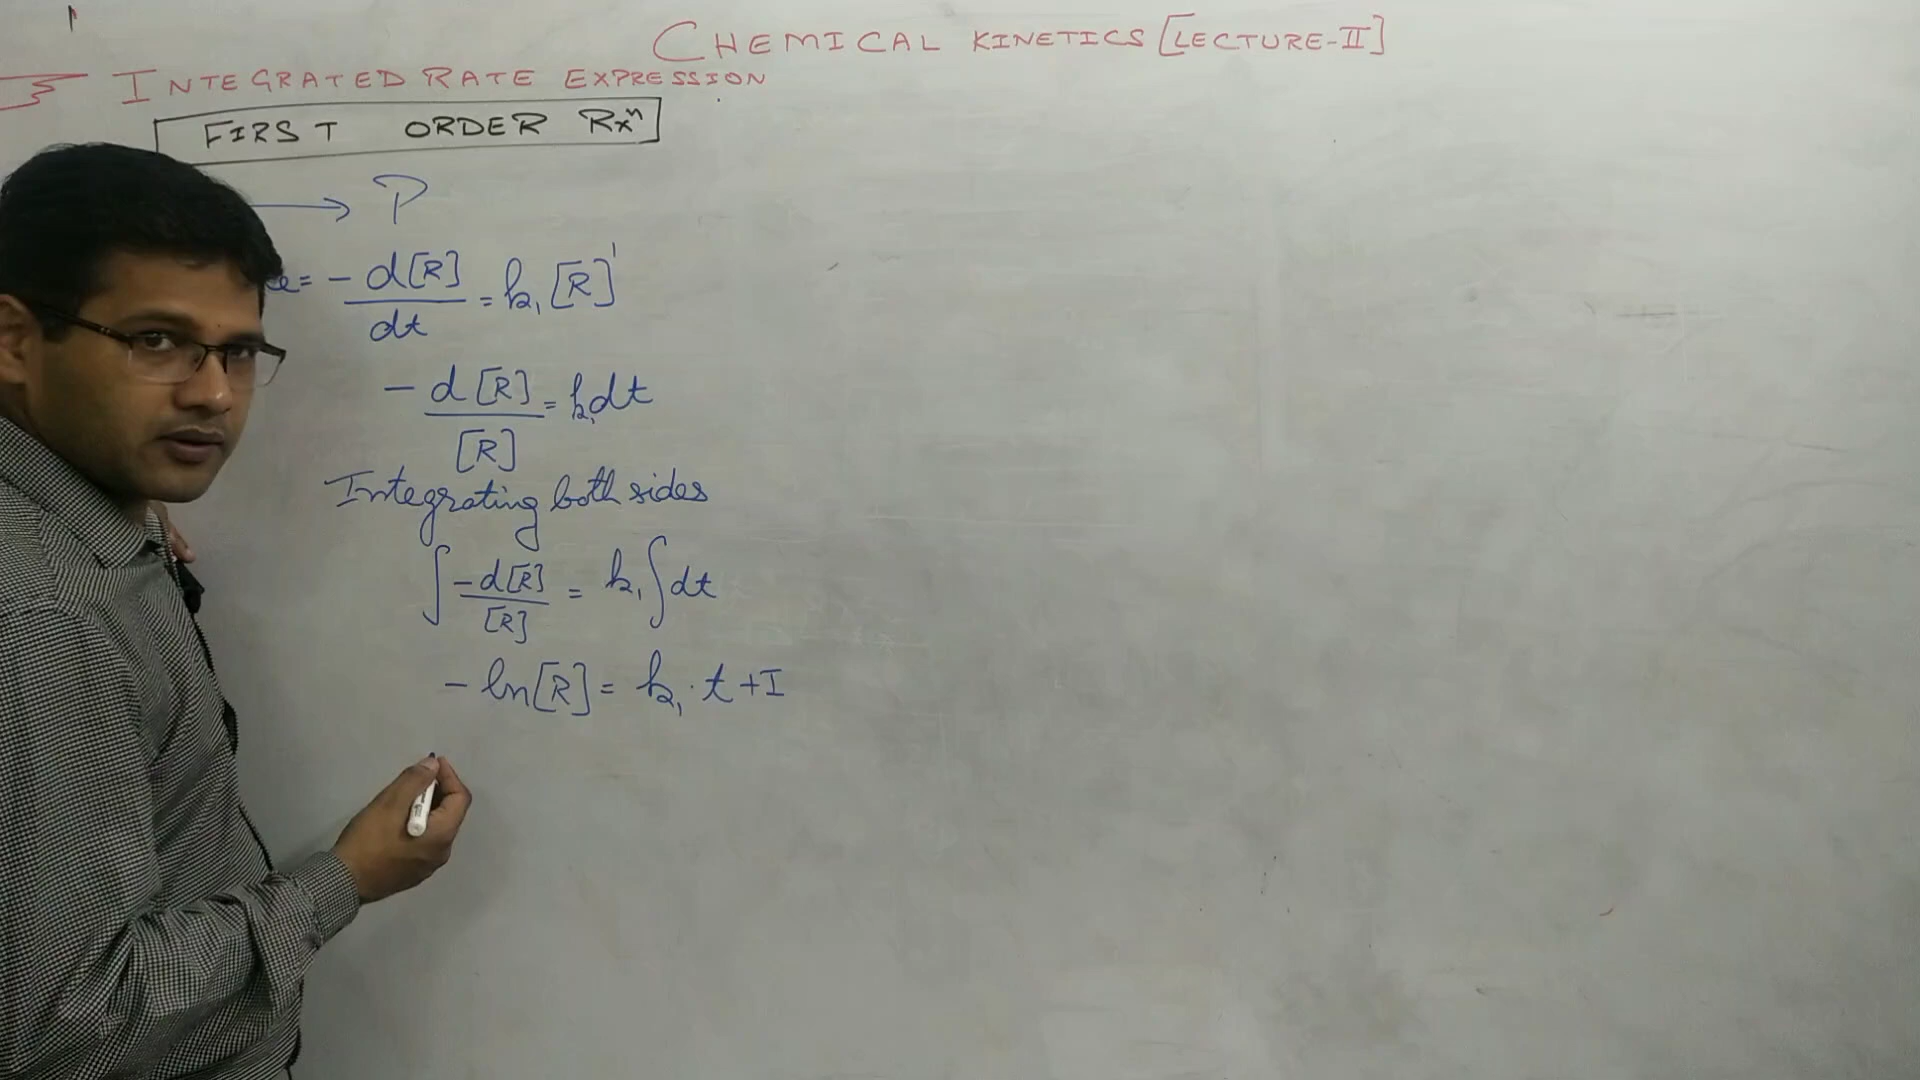 CHEMICAL KINETICS [LECTURE-II]
INTEGRATED RATE EXPRESSION
FIRST ORDER Rxⁿ
⟶ P
= - d[R]/dt = k₁[R]¹
- d[R]/[R] = k₁dt
Integrating both sides
∫ -d[R]/[R] = k₁∫dt
- ln[R] = k₁.t+I